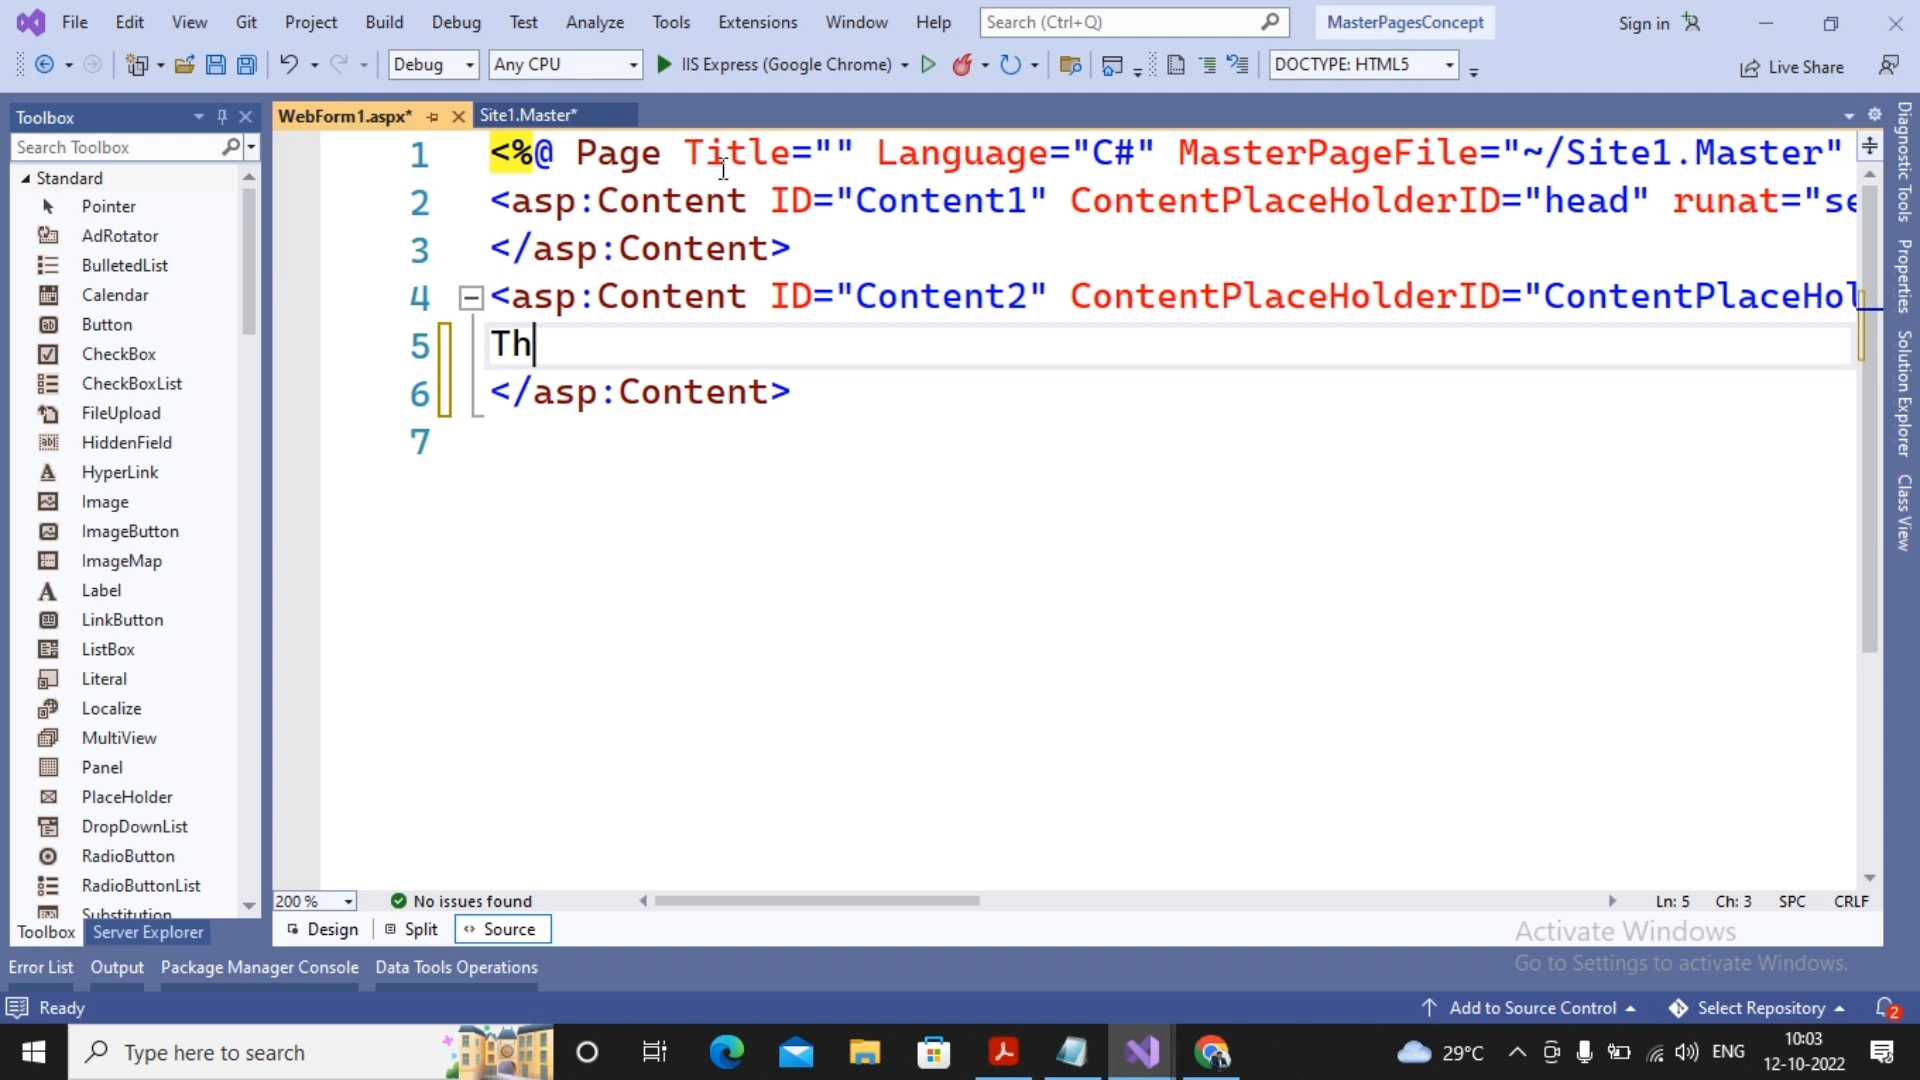 File Edit View Git Project Build Debug Test Analyze Tools Extensions Window Help Search (Ctrl+Q) MasterPagesConcept Sign in
Debug Any CPU IIS Express (Google Chrome) DOCTYPE: HTML5 Live Share
Toolbox
Search Toolbox
Standard
Pointer
AdRotator
BulletedList
Calendar
Button
CheckBox
CheckBoxList
FileUpload
HiddenField
HyperLink
Image
ImageButton
ImageMap
Label
LinkButton
ListBox
Literal
Localize
MultiView
Panel
PlaceHolder
DropDownList
RadioButton
RadioButtonList
Substitution
Toolbox Server Explorer
WebForm1.aspx* Site1.Master*
1 <%@ Page Title="" Language="C#" MasterPageFile="~/Site1.Master"
2 <asp:Content ID="Content1" ContentPlaceHolderID="head" runat="se
3 </asp:Content>
4 <asp:Content ID="Content2" ContentPlaceHolderID="ContentPlaceHol
5 Th
6 </asp:Content>
7
200 % No issues found Ln: 5 Ch: 3 SPC CRLF
Design Split Source
Diagnostic Tools
Properties
Solution Explorer
Class View
Activate Windows
Go to Settings to activate Windows.
Error List Output Package Manager Console Data Tools Operations
Ready Add to Source Control Select Repository 2
Type here to search 29°C ENG 10:03
12-10-2022